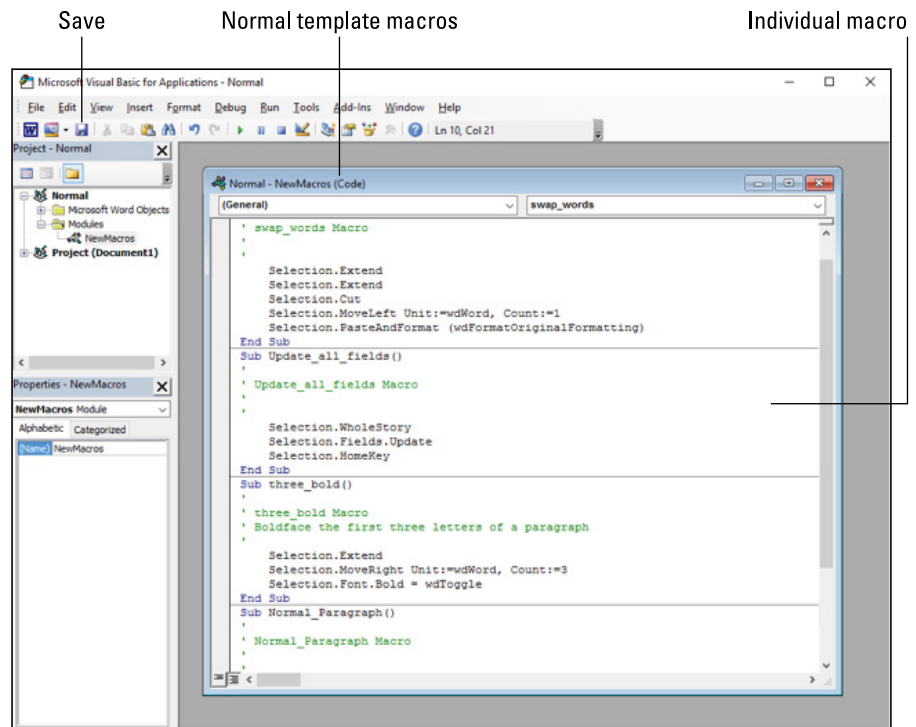 Save Normal template macros Individual macro
Microsoft Visual Basic for Applications - Normal
File Edit View Insert Format Debug Run Tools Add-Ins Window Help
Ln 10, Col 21
Project - Normal
Normal
Microsoft Word Objects
Modules
NewMacros
Project (Document1)
Properties - NewMacros
NewMacros Module
Alphabetic Categorized
(Name) NewMacros
Normal - NewMacros (Code)
(General) swap_words
' swap_words Macro
'
'
Selection.Extend
Selection.Extend
Selection.Cut
Selection.MoveLeft Unit:=wdWord, Count:=1
Selection.PasteAndFormat (wdFormatOriginalFormatting)
End Sub
Sub Update_all_fields()
'
' Update_all_fields Macro
'
'
Selection.WholeStory
Selection.Fields.Update
Selection.HomeKey
End Sub
Sub three_bold()
'
' three_bold Macro
' Boldface the first three letters of a paragraph
'
Selection.Extend
Selection.MoveRight Unit:=wdWord, Count:=3
Selection.Font.Bold = wdToggle
End Sub
Sub Normal_Paragraph()
'
' Normal_Paragraph Macro
'
'